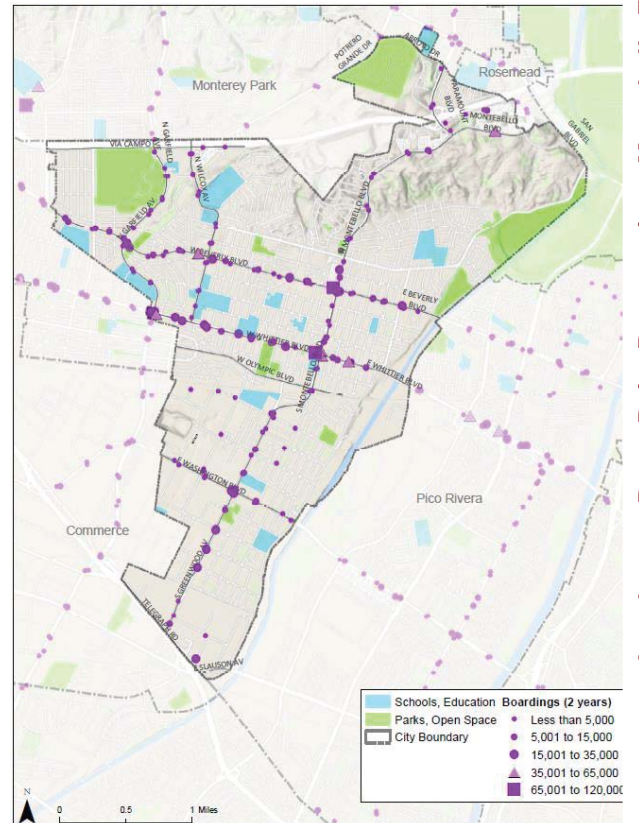 POTRERO
GRANDE DR
ARROYO DR
Monterey Park
Rosemead
PARAMOUNT
BLVD
MONTEBELLO
BLVD
SAN
GABRIEL
BLVD
VIA CAMPO
N GARFIELD
AVE
N WILCOX AV
GARFIELD AV
N MONTEBELLO BLVD
W BEVERLY BLVD
E BEVERLY
BLVD
W WHITTIER BLVD
E WHITTIER BLVD
W OLYMPIC BLVD
S MONTEBELLO
E WASHINGTON BLVD
Pico Rivera
Commerce
S GREENWOOD AV
TELEGRAPH RD
E SLAUSON AV
Schools, Education
Parks, Open Space
City Boundary
Boardings (2 years)
Less than 5,000
5,001 to 15,000
15,001 to 35,000
35,001 to 65,000
65,001 to 120,000
N
0 0.5 1 Miles